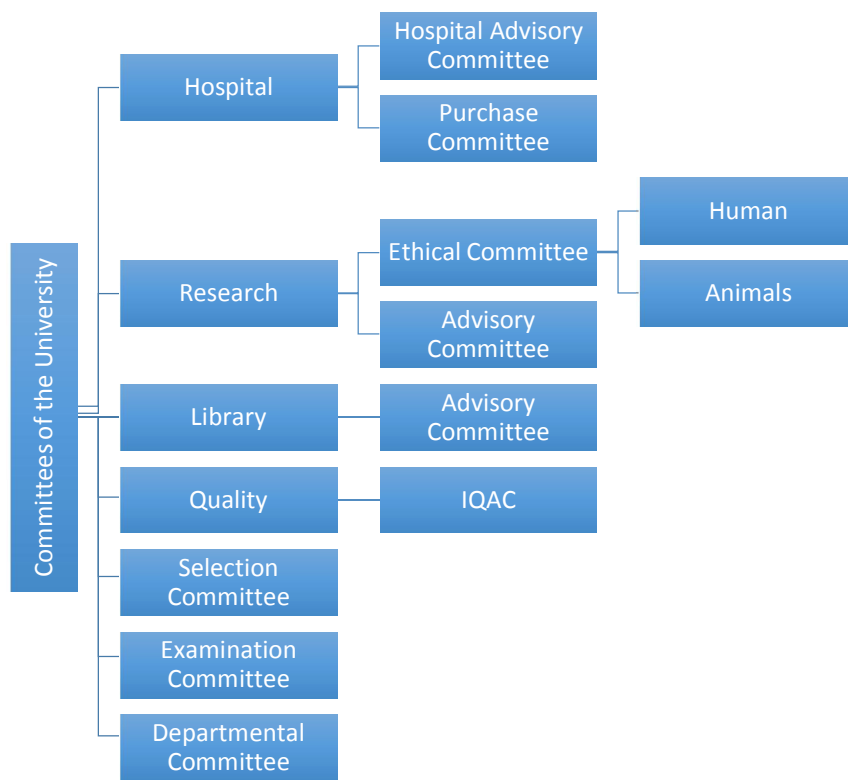 Committees of the University
Hospital
Hospital Advisory
Committee
Purchase
Committee
Research
Ethical Committee
Human
Animals
Advisory
Committee
Library
Advisory
Committee
Quality
IQAC
Selection
Committee
Examination
Committee
Departmental
Committee